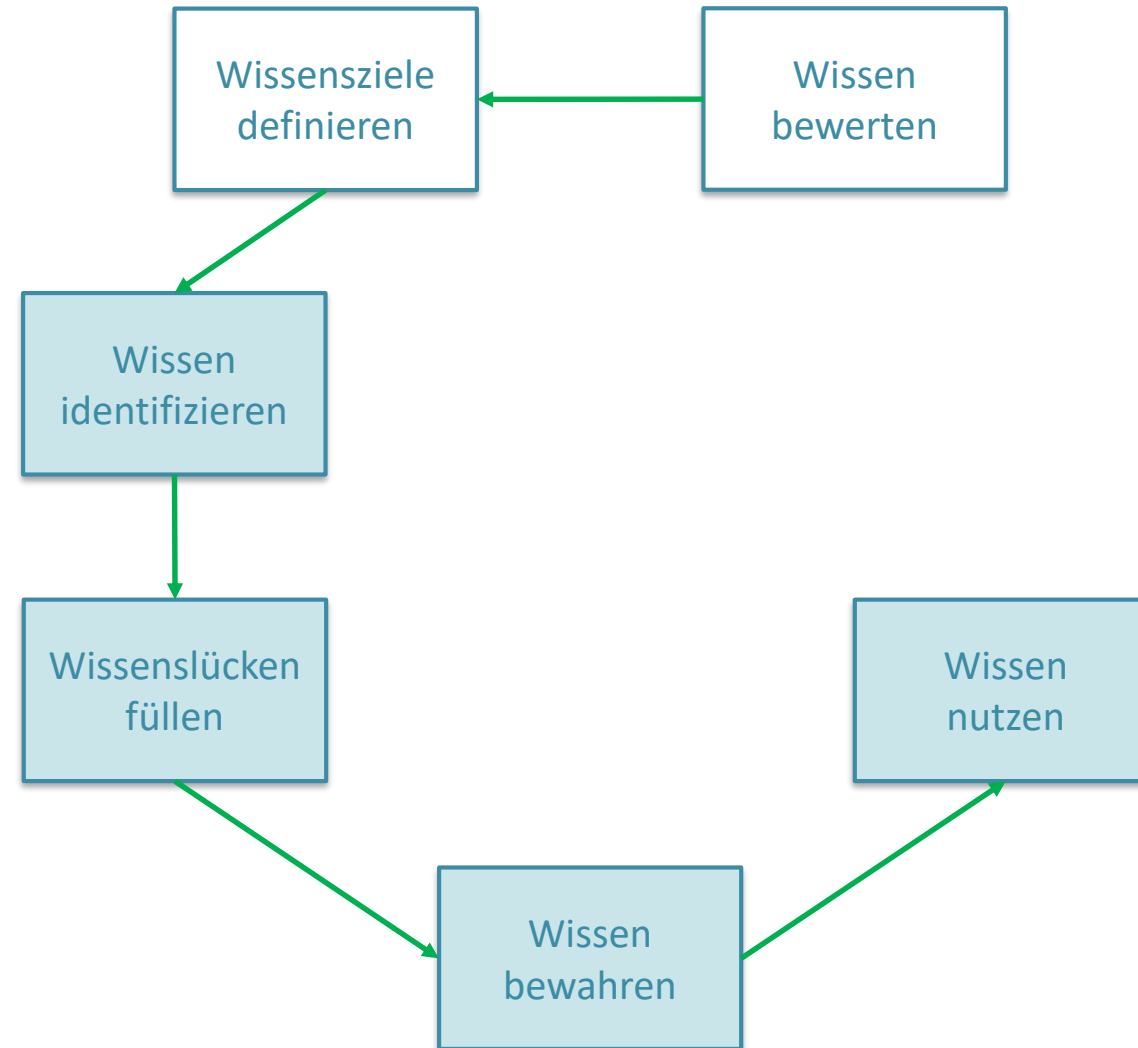 Wissensziele
definieren
Wissen
bewerten
Wissen
identifizieren
Wissenslücken
füllen
Wissen
nutzen
Wissen
bewahren